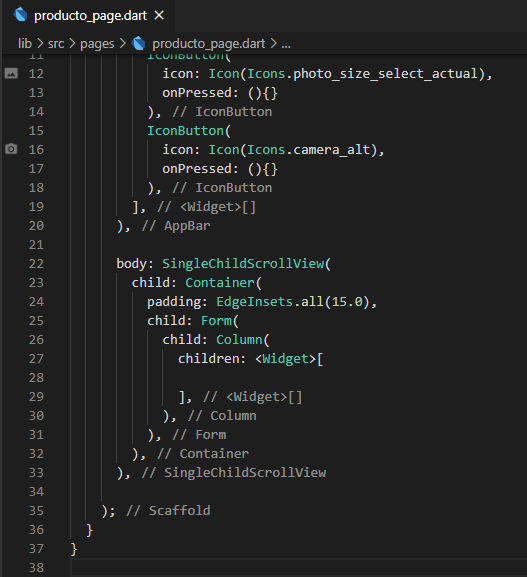 producto_page.dart ×
lib > src > pages > producto_page.dart > ...
11 IconButton(
12 icon: Icon(Icons.photo_size_select_actual),
13 onPressed: (){}
14 ), // IconButton
15 IconButton(
16 icon: Icon(Icons.camera_alt),
17 onPressed: (){}
18 ), // IconButton
19 ], // <Widget>[]
20 ), // AppBar
21
22 body: SingleChildScrollView(
23 child: Container(
24 padding: EdgeInsets.all(15.0),
25 child: Form(
26 child: Column(
27 children: <Widget>[
28
29 ], // <Widget>[]
30 ), // Column
31 ), // Form
32 ), // Container
33 ), // SingleChildScrollView
34
35 ); // Scaffold
36 }
37 }
38